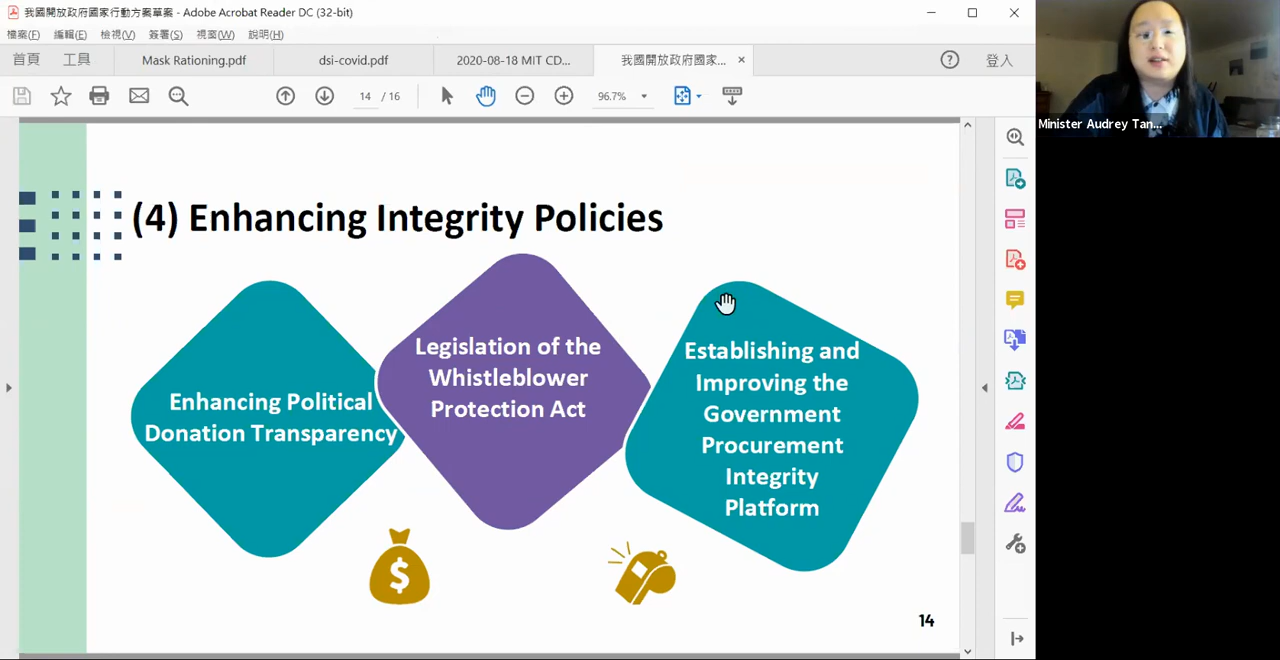 我國開放政府國家行動方案草案 - Adobe Acrobat Reader DC (32-bit)
檔案(F) 編輯(E) 檢視(V) 簽署(S) 視窗(W) 說明(H)
首頁 工具 Mask Rationing.pdf dsi-covid.pdf 2020-08-18 MIT CD... 我國開放政府國家... 登入
14 / 16 96.7%
Minister Audrey Tan...
(4) Enhancing Integrity Policies
Enhancing Political
Donation Transparency
Legislation of the
Whistleblower
Protection Act
Establishing and
Improving the
Government
Procurement
Integrity
Platform
$
14